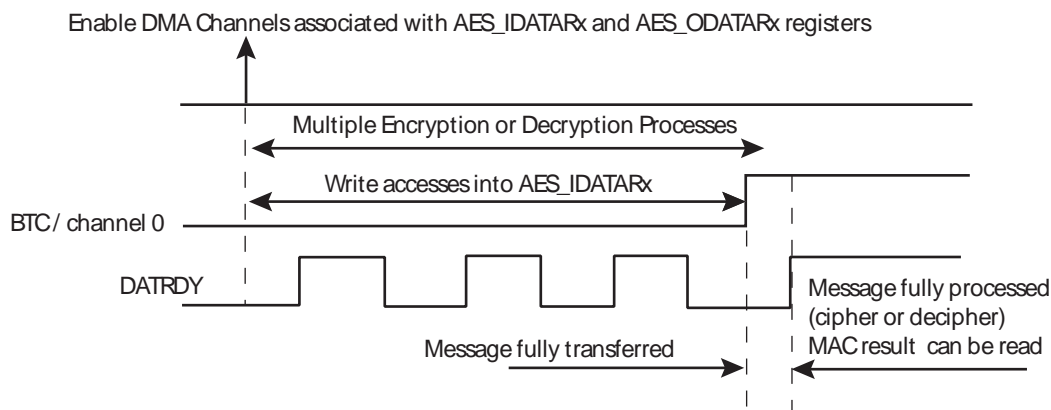 Enable DMA Channels associated with AES_IDATARx and AES_ODATARx registers
Multiple Encryption or Decryption Processes
Write accesses into AES_IDATARx
BTC / channel 0
DATRDY
Message fully processed
(cipher or decipher)
MAC result can be read
Message fully transferred